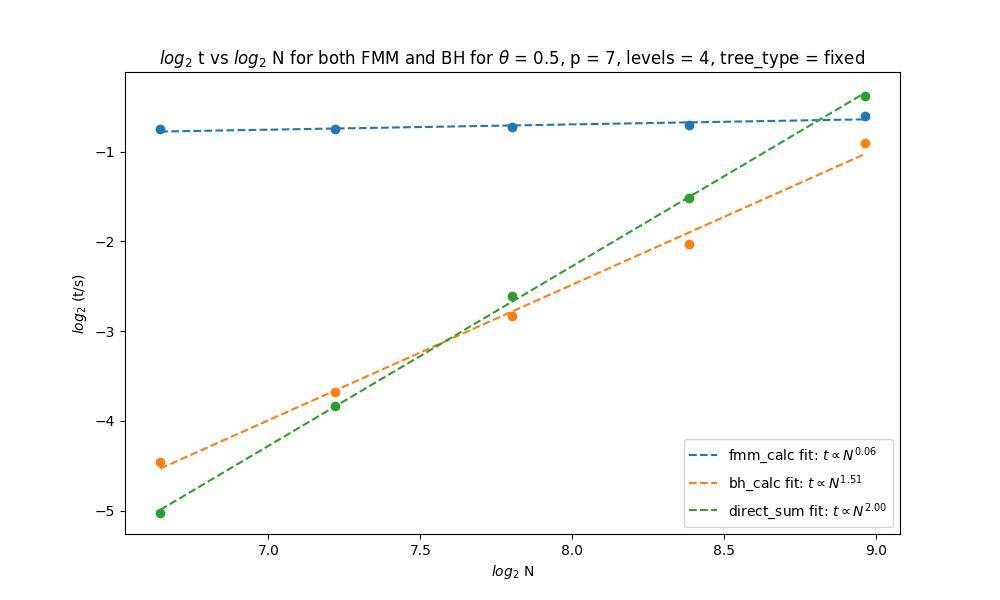 log₂ t vs log₂ N for both FMM and BH for θ = 0.5, p = 7, levels = 4, tree_type = fixed
log₂ (t/s)
−1
−2
−3
−4
−5
fmm_calc fit: t ∝ N^0.06
bh_calc fit: t ∝ N^1.51
direct_sum fit: t ∝ N^2.00
7.0 7.5 8.0 8.5 9.0
log₂ N